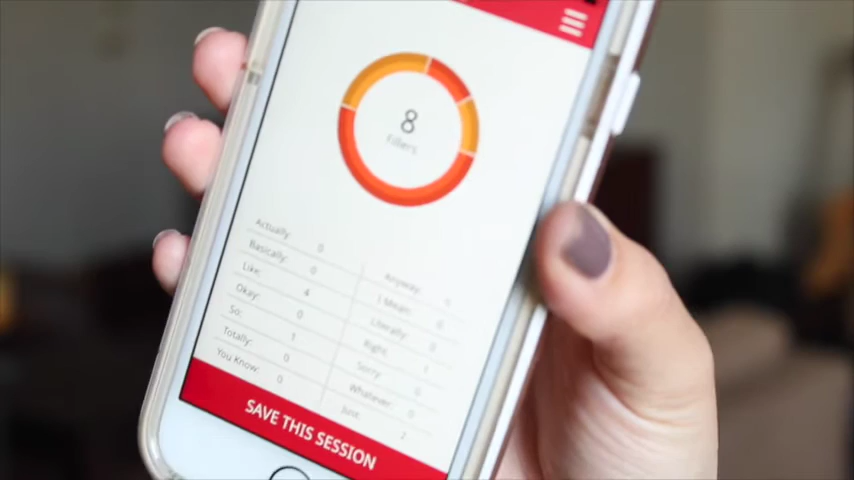 8
Fillers
Actually: 0
Basically: 0
Like: 4
Okay: 0
So: 1
Totally: 0
You Know: 0
Anyway:
I Mean: 0
Literally: 0
Right: 1
Sorry: 0
Whatever: 0
Just: 2
SAVE THIS SESSION